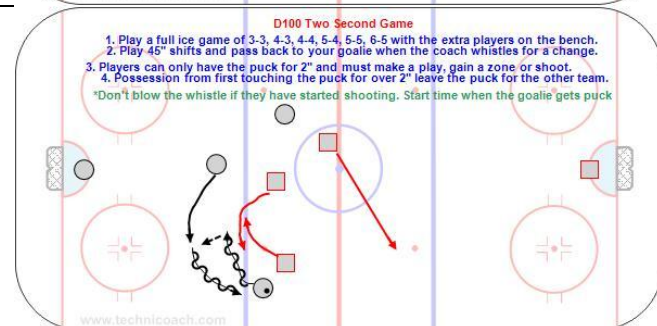 D100 Two Second Game
1. Play a full ice game of 3-3, 4-3, 4-4, 5-4, 5-5, 6-5 with the extra players on the bench.
2. Play 45" shifts and pass back to your goalie when the coach whistles for a change.
3. Players can only have the puck for 2" and must make a play, gain a zone or shoot.
4. Possession from first touching the puck for over 2" leave the puck for the other team.
*Don't blow the whistle if they have started shooting. Start time when the goalie gets puck
www.technicoach.com